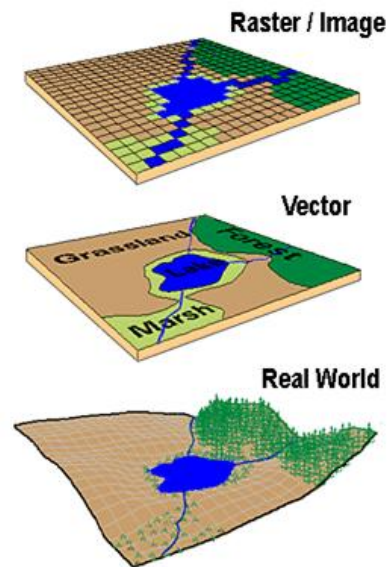 Raster / Image
Vector
Grassland
Forest
Lake
Marsh
Real World